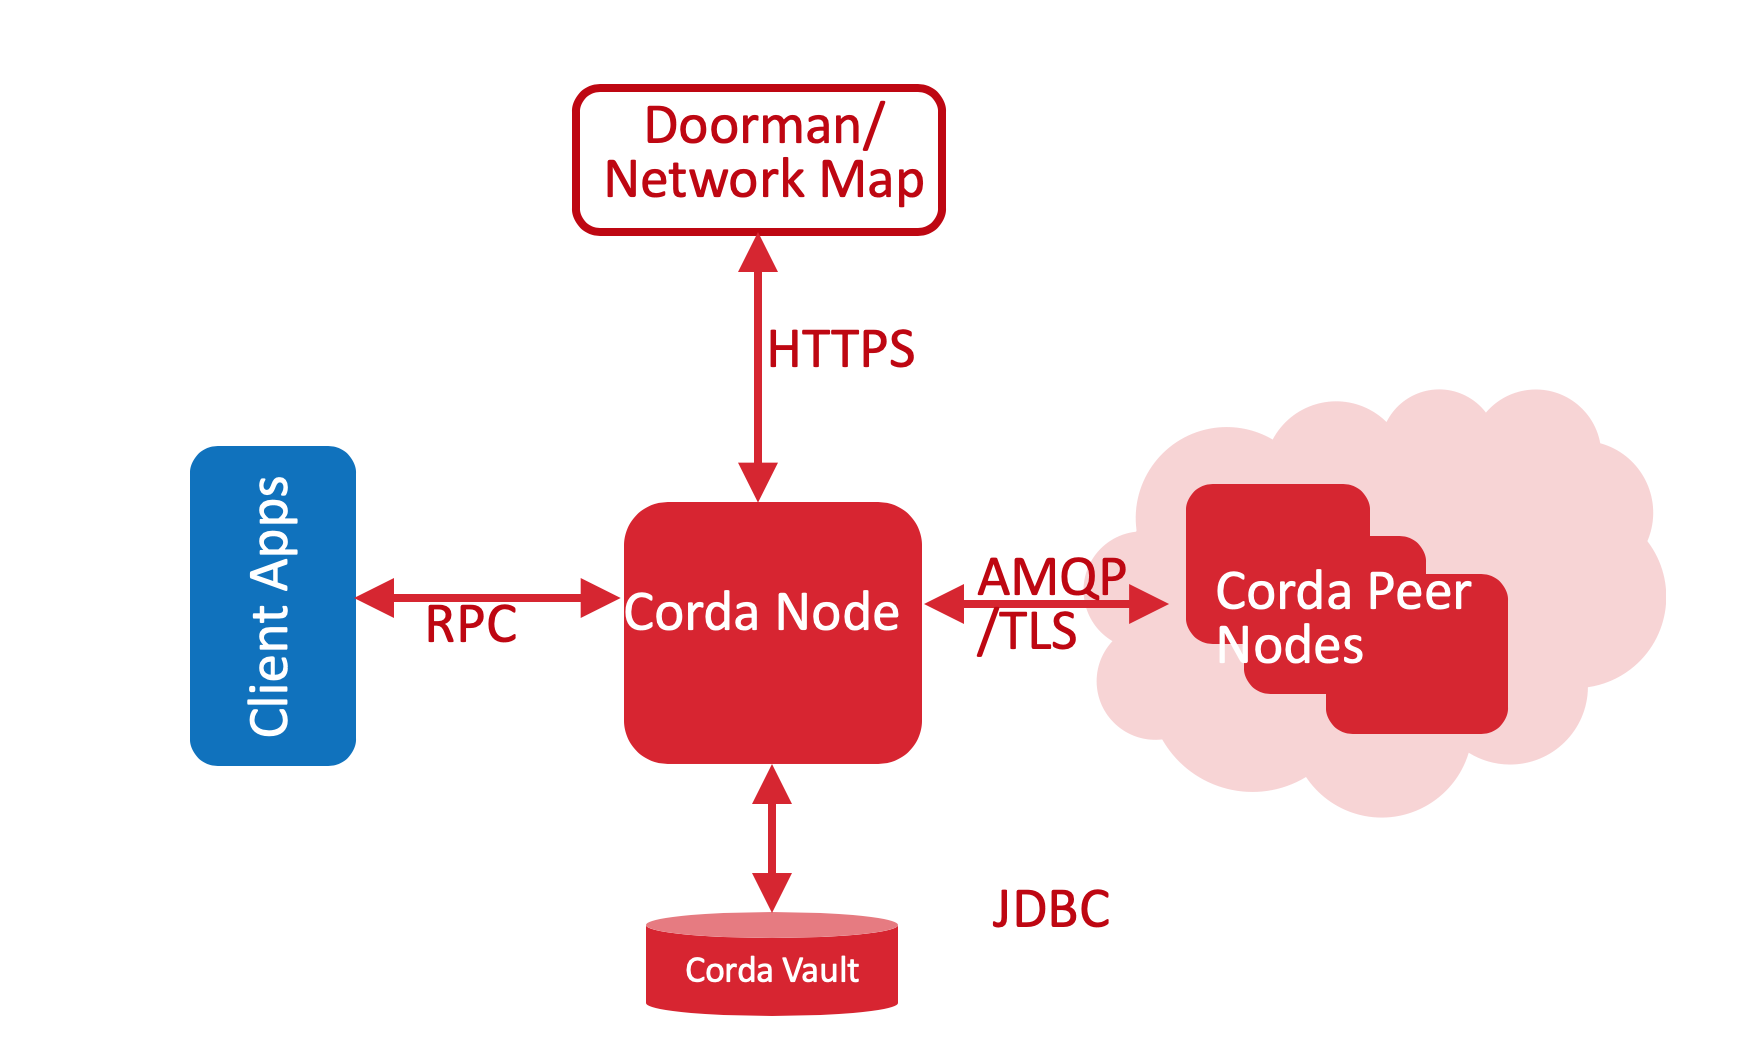 Doorman/
Network Map
HTTPS
Client Apps
RPC
Corda Node
AMQP
/TLS
Corda Peer
Nodes
JDBC
Corda Vault